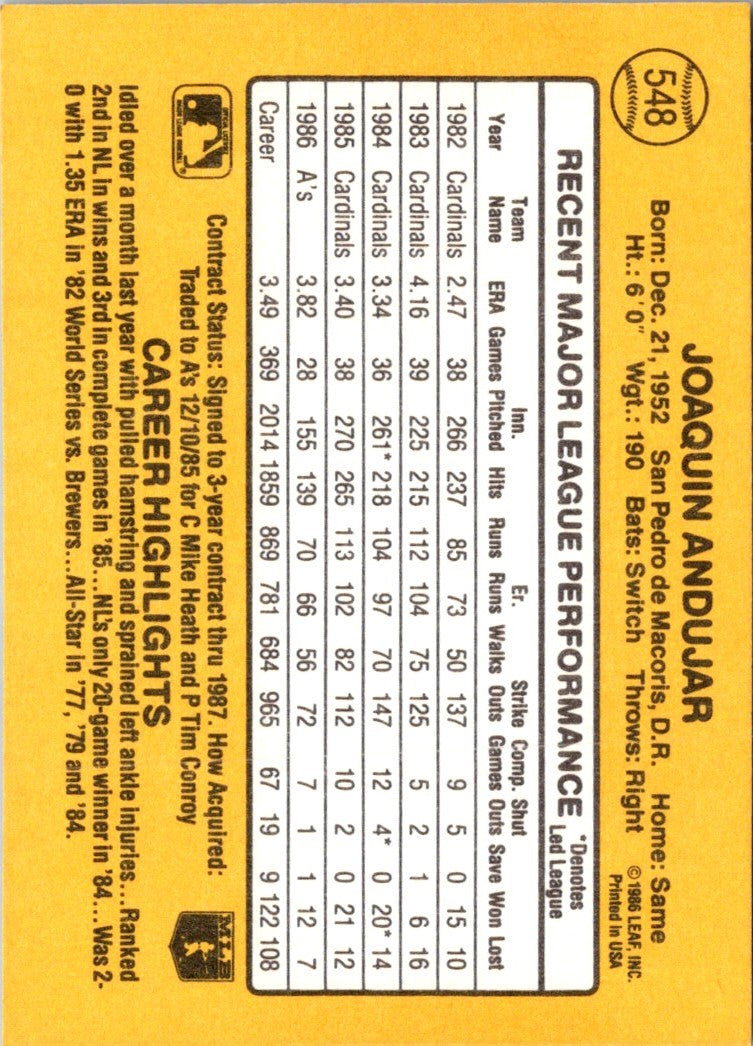 548
JOAQUIN ANDUJAR
Born: Dec. 21, 1952 San Pedro de Macoris, D.R. Home: Same
Ht.: 6'0" Wgt.: 190 Bats: Switch Throws: Right
©1986 LEAF, INC.
Printed in USA
RECENT MAJOR LEAGUE PERFORMANCE
*Denotes
Led League
Team Inn. Er. Strike Comp. Shut
Year Name ERA Games Pitched Hits Runs Runs Walks Outs Games Outs Save Won Lost
1982 Cardinals 2.47 38 266 237 85 73 50 137 9 5 0 15 10
1983 Cardinals 4.16 39 225 215 112 104 75 125 5 2 1 6 16
1984 Cardinals 3.34 36 261* 218 104 97 70 147 12 4* 0 20* 14
1985 Cardinals 3.40 38 270 265 113 102 82 112 10 2 0 21 12
1986 A's 3.82 28 155 139 70 66 56 72 7 1 1 12 7
Career 3.49 369 2014 1859 869 781 684 965 67 19 9 122 108
Contract Status: Signed to 3-year contract thru 1987. How Acquired:
Traded to A's 12/10/85 for C Mike Heath and P Tim Conroy
MLB
CAREER HIGHLIGHTS
Idled over a month last year with pulled hamstring and sprained left ankle injuries...Ranked
2nd in NL in wins and 3rd in complete games in '85...NL's only 20-game winner in '84...Was 2-
0 with 1.35 ERA in '82 World Series vs. Brewers...All-Star in '77, '79 and '84.